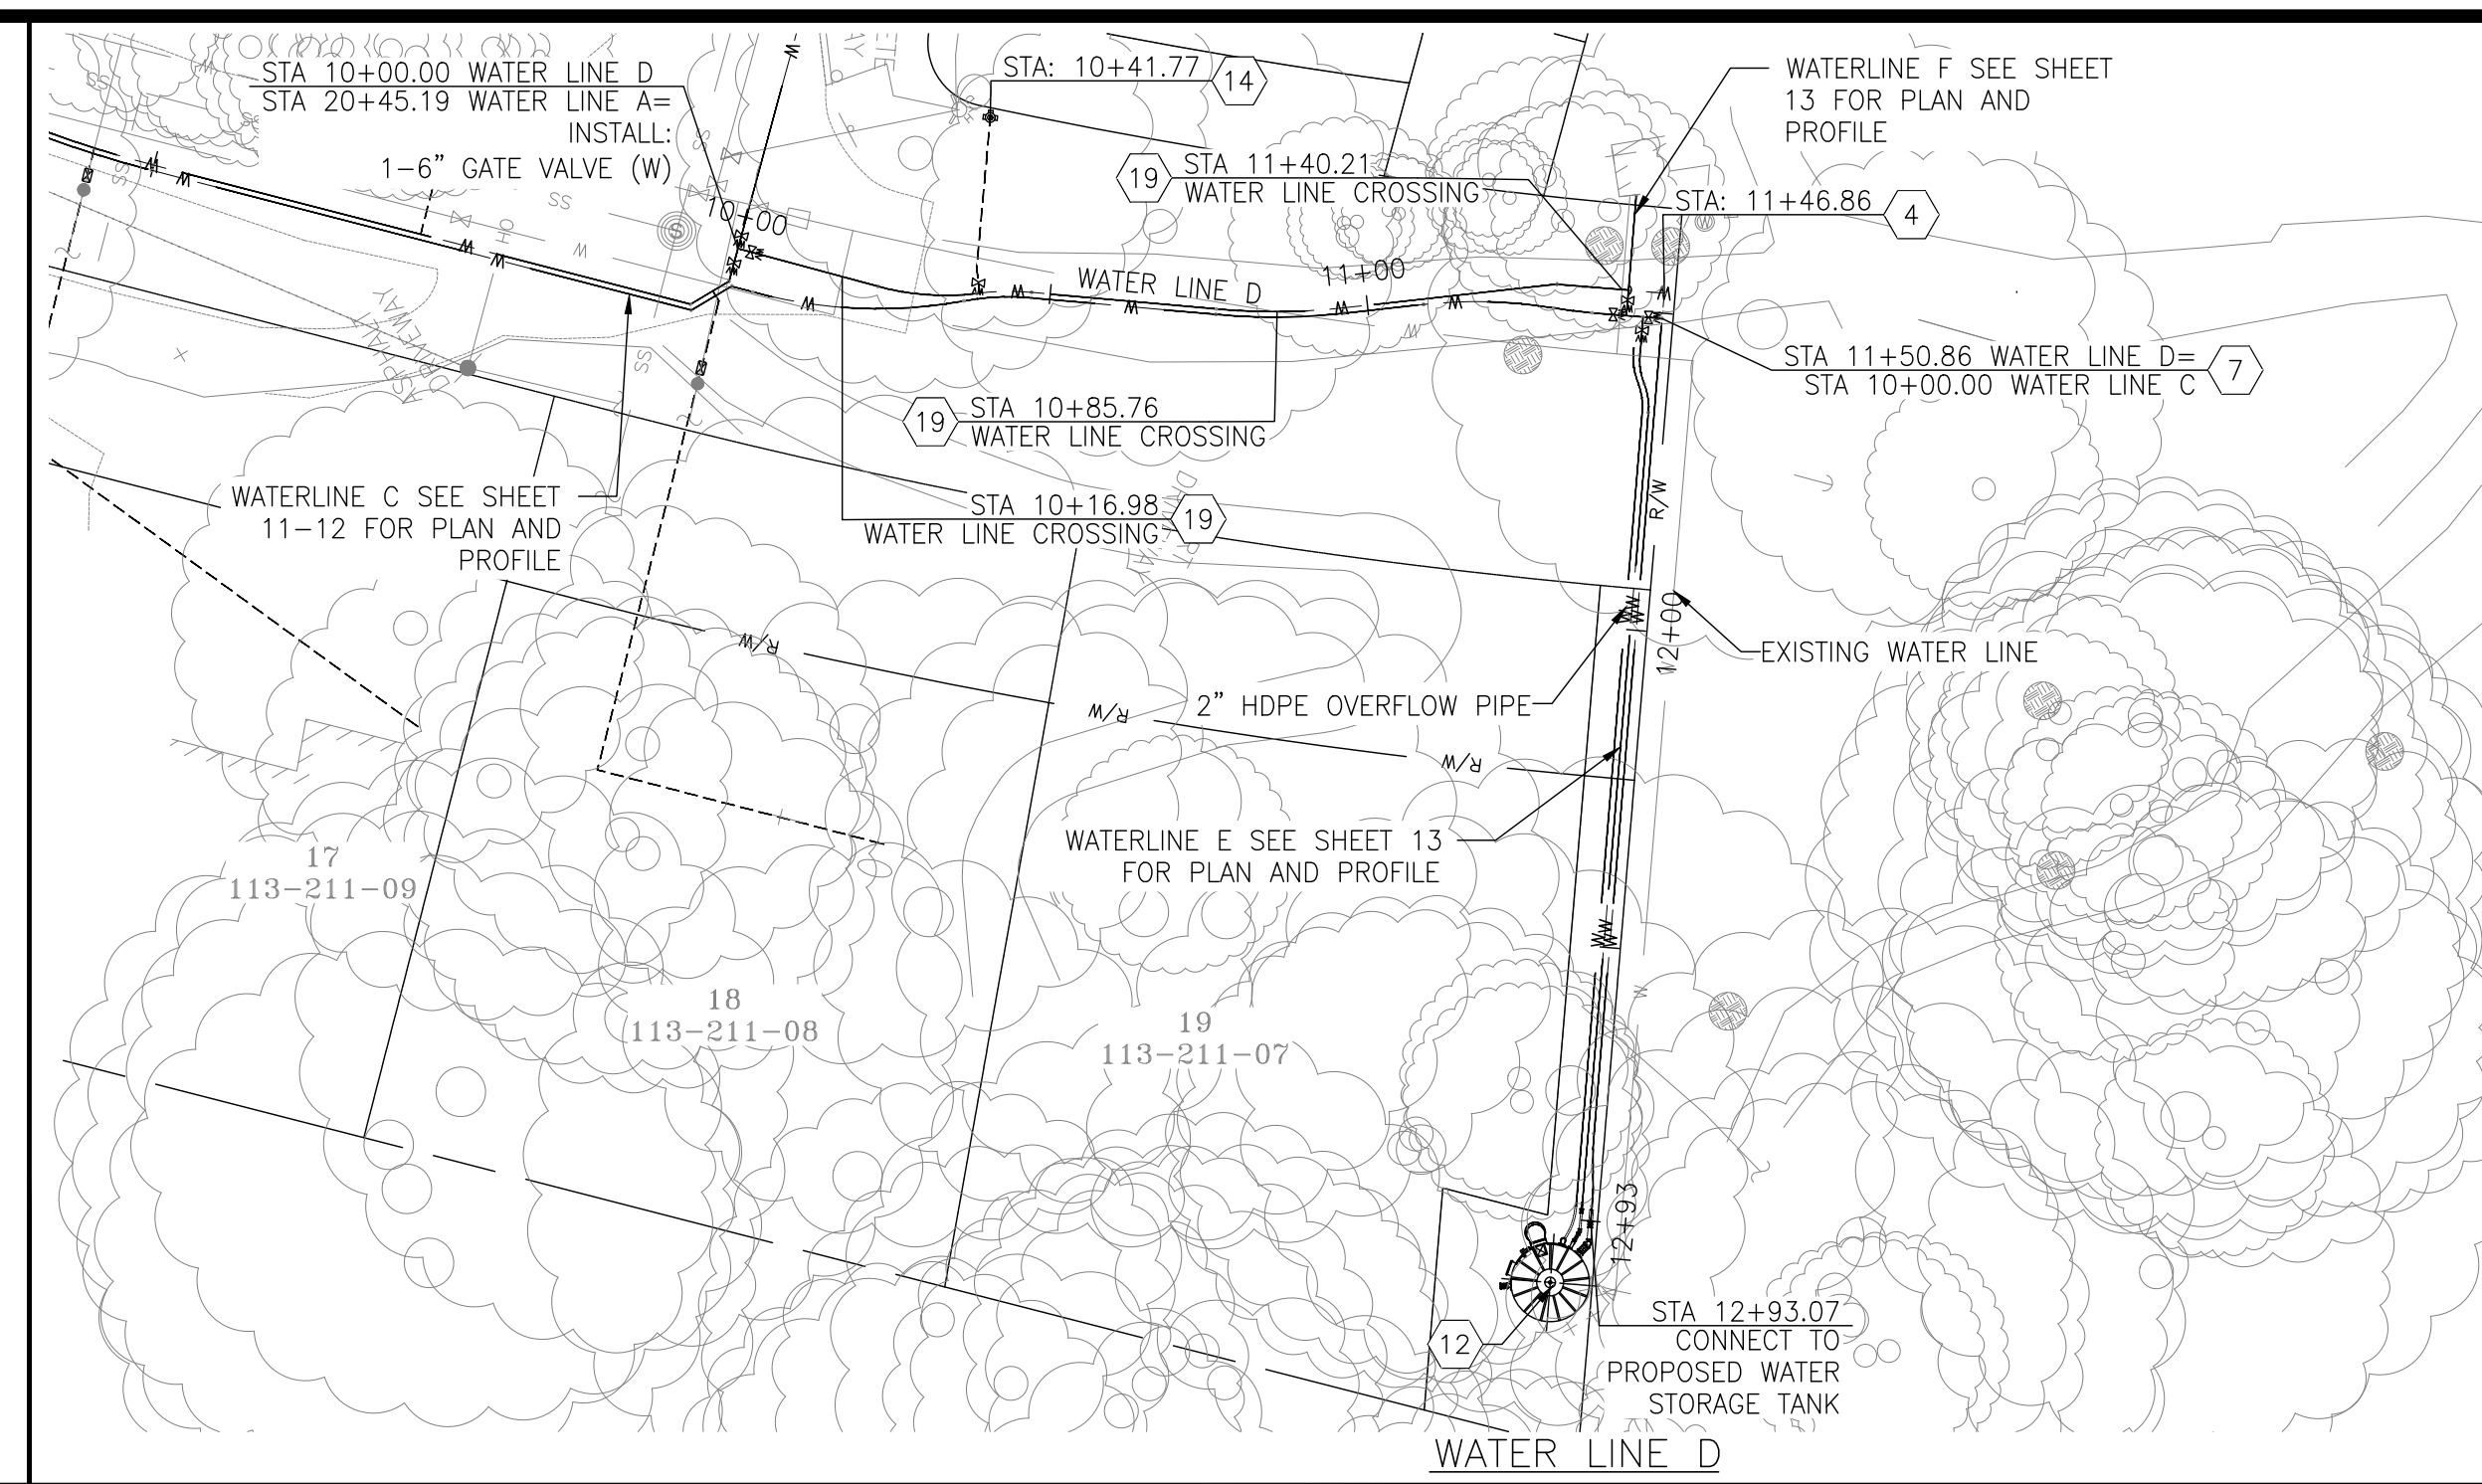 STA 10+00.00 WATER LINE D
STA 20+45.19 WATER LINE A=
INSTALL:
1-6" GATE VALVE (W)
STA: 10+41.77
14
WATERLINE F SEE SHEET
13 FOR PLAN AND
PROFILE
19
STA 11+40.21
WATER LINE CROSSING
STA: 11+46.86
4
10+00
WATER LINE D
11+00
STA 11+50.86 WATER LINE D=
STA 10+00.00 WATER LINE C
7
19
STA 10+85.76
WATER LINE CROSSING
WATERLINE C SEE SHEET
11-12 FOR PLAN AND
PROFILE
STA 10+16.98
WATER LINE CROSSING
19
R/W
12+00
EXISTING WATER LINE
R/W
R/W
2" HDPE OVERFLOW PIPE
R/W
WATERLINE E SEE SHEET 13
FOR PLAN AND PROFILE
17
113-211-09
18
113-211-08
19
113-211-07
12+93
12
STA 12+93.07
CONNECT TO
PROPOSED WATER
STORAGE TANK
WATER LINE D